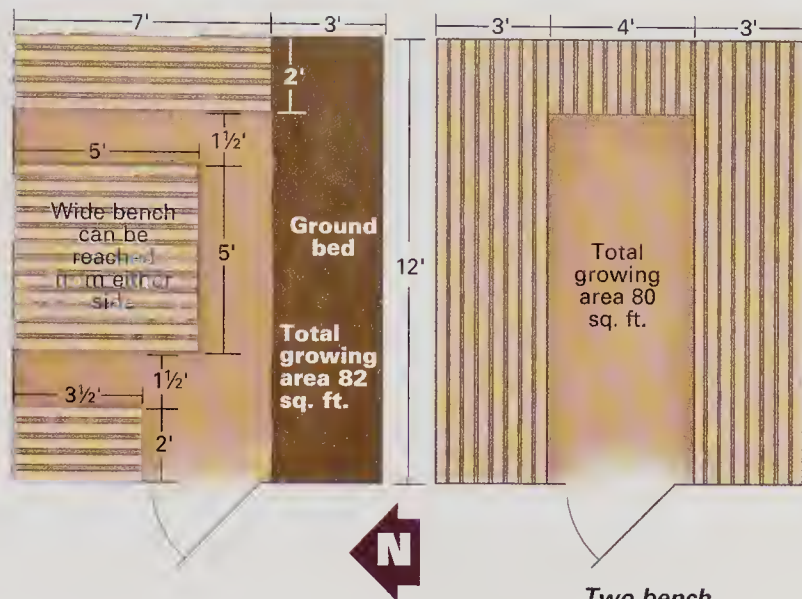 7'
3'
2'
1½'
5'
Wide bench
can be
reached
from either
side
5'
Ground
bed
Total
growing
area 82
sq. ft.
1½'
3½'
2'
12'
3'
4'
3'
Total
growing
area 80
sq. ft.
N
Two bench